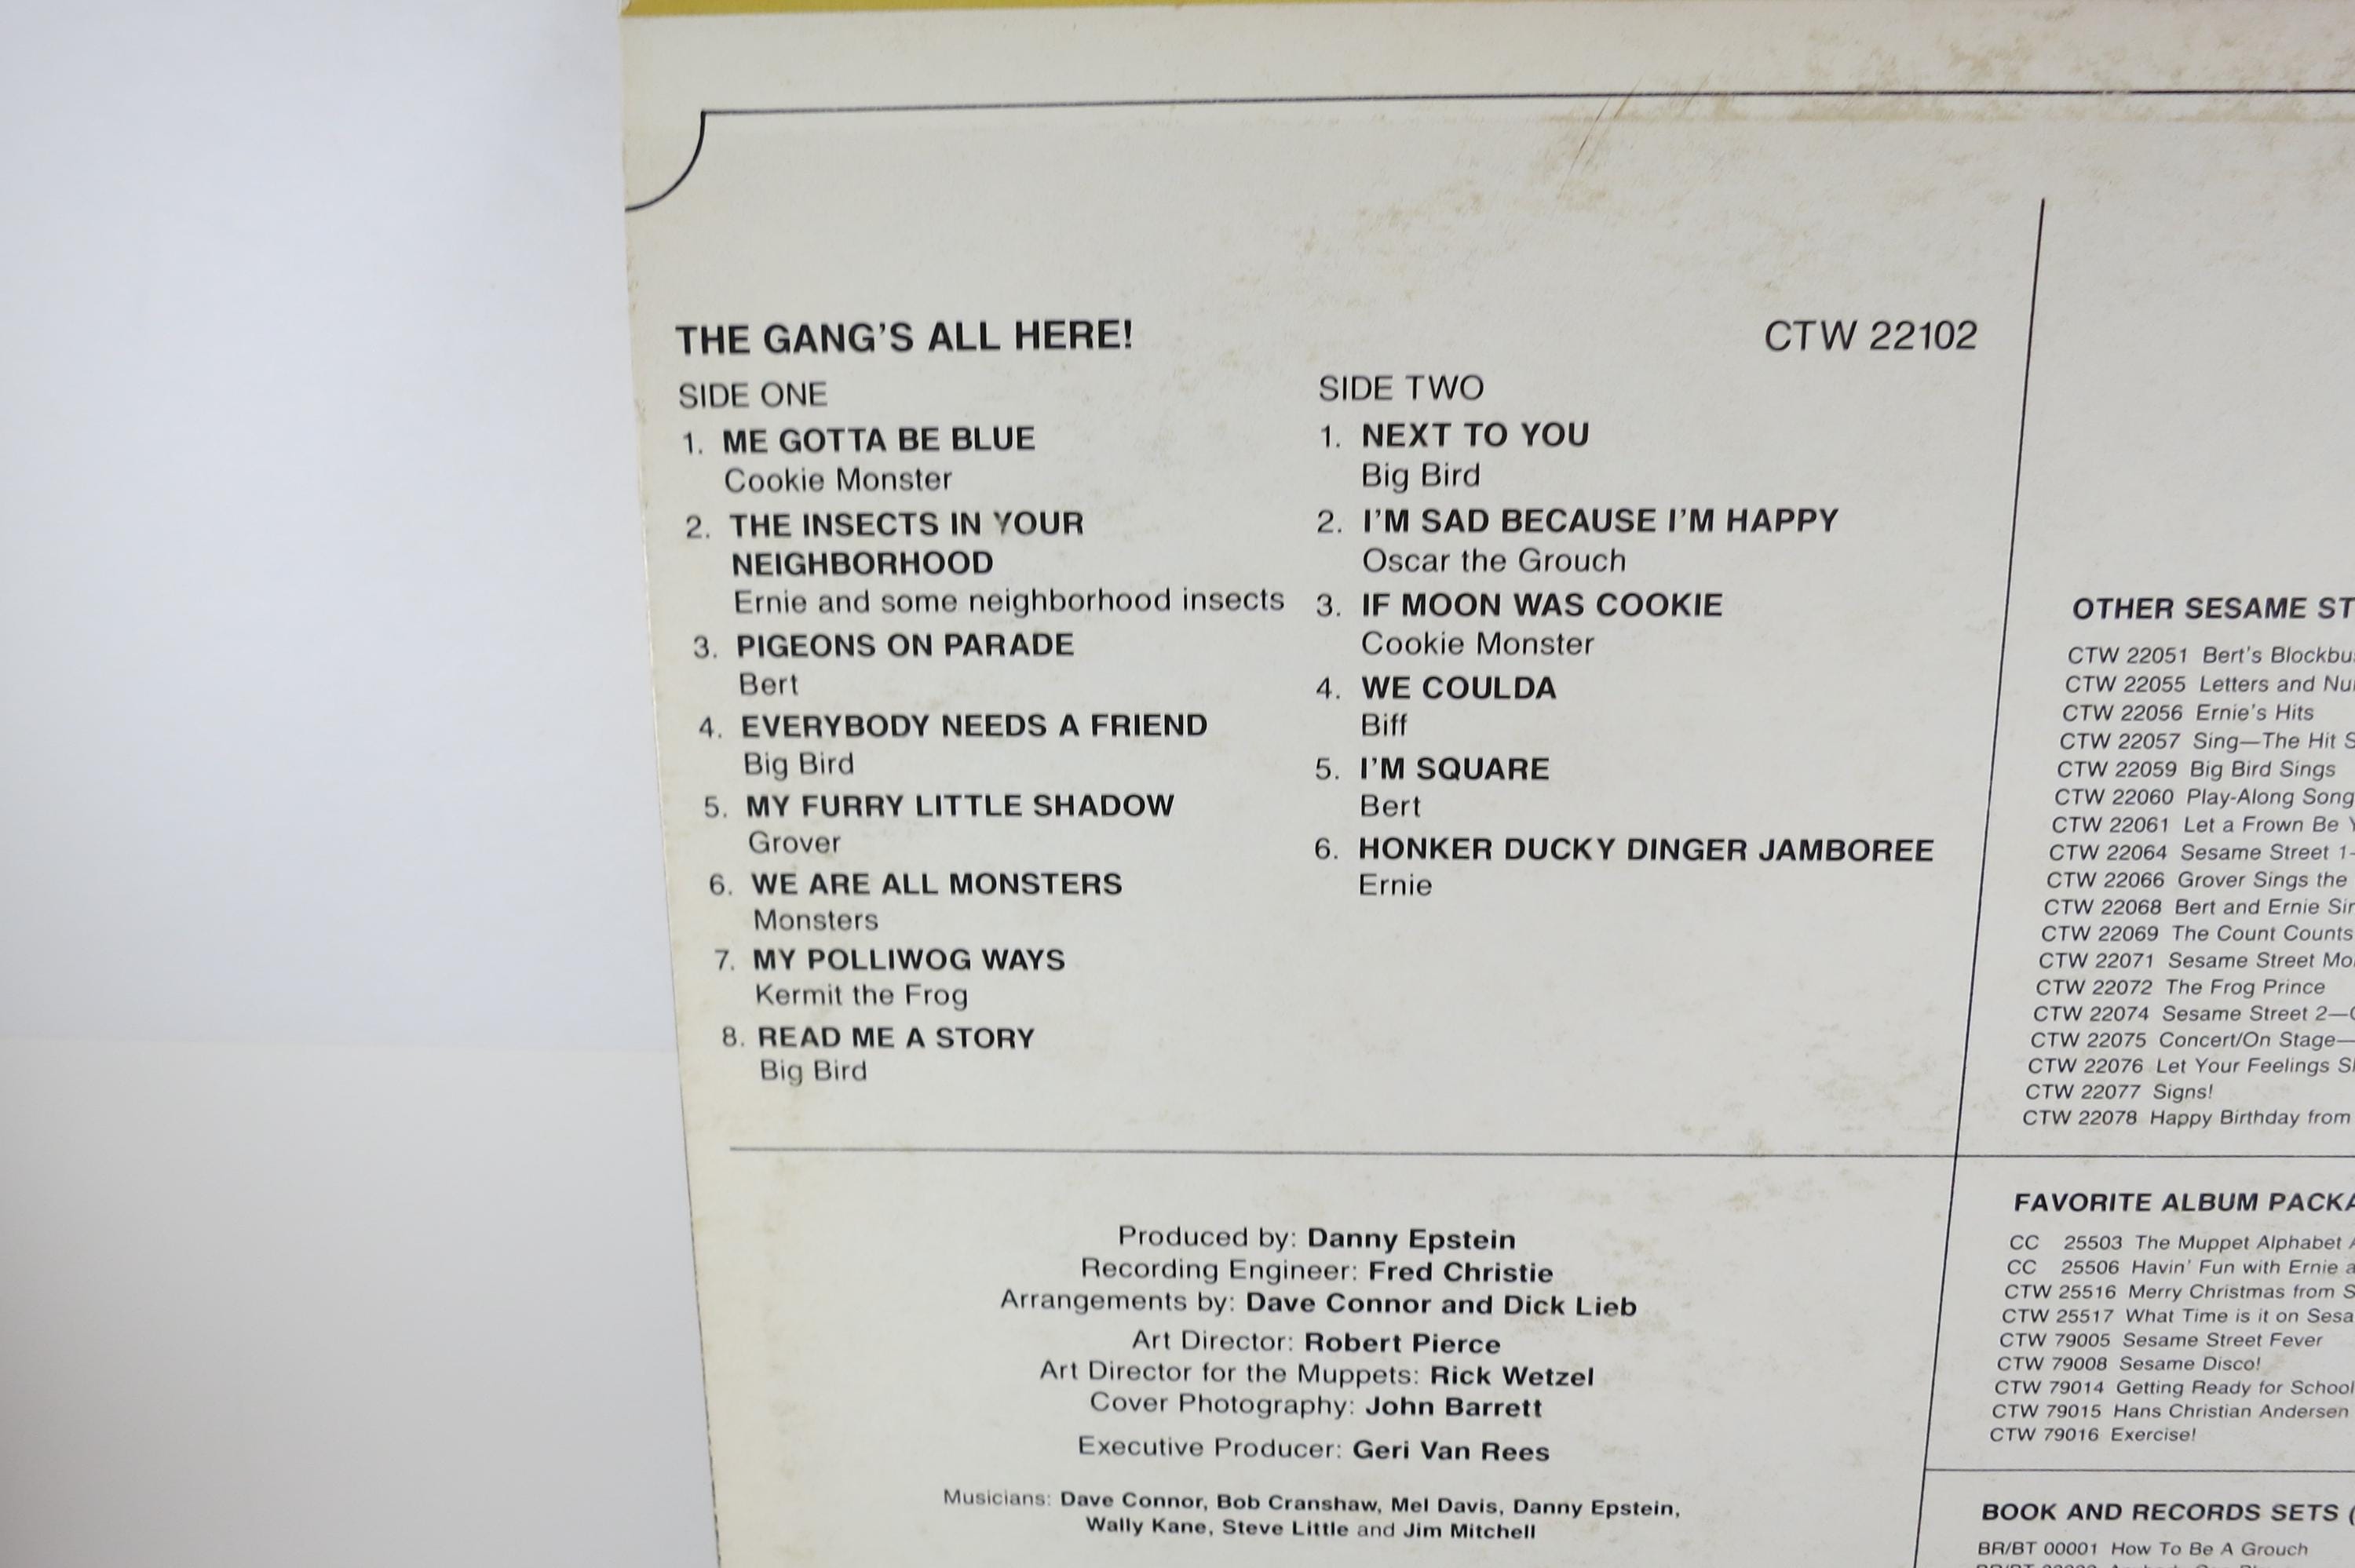 THE GANG'S ALL HERE!
CTW 22102
SIDE ONE
1. ME GOTTA BE BLUE
Cookie Monster
2. THE INSECTS IN YOUR
NEIGHBORHOOD
Ernie and some neighborhood insects
3. PIGEONS ON PARADE
Bert
4. EVERYBODY NEEDS A FRIEND
Big Bird
5. MY FURRY LITTLE SHADOW
Grover
6. WE ARE ALL MONSTERS
Monsters
7. MY POLLIWOG WAYS
Kermit the Frog
8. READ ME A STORY
Big Bird
SIDE TWO
1. NEXT TO YOU
Big Bird
2. I'M SAD BECAUSE I'M HAPPY
Oscar the Grouch
3. IF MOON WAS COOKIE
Cookie Monster
4. WE COULDA
Biff
5. I'M SQUARE
Bert
6. HONKER DUCKY DINGER JAMBOREE
Ernie
Produced by: Danny Epstein
Recording Engineer: Fred Christie
Arrangements by: Dave Connor and Dick Lieb
Art Director: Robert Pierce
Art Director for the Muppets: Rick Wetzel
Cover Photography: John Barrett
Executive Producer: Geri Van Rees
Musicians: Dave Connor, Bob Cranshaw, Mel Davis, Danny Epstein,
Wally Kane, Steve Little and Jim Mitchell
OTHER SESAME ST
CTW 22051 Bert's Blockbu
CTW 22055 Letters and Nu
CTW 22056 Ernie's Hits
CTW 22057 Sing—The Hit S
CTW 22059 Big Bird Sings
CTW 22060 Play-Along Song
CTW 22061 Let a Frown Be Y
CTW 22064 Sesame Street 1-
CTW 22066 Grover Sings the
CTW 22068 Bert and Ernie Sin
CTW 22069 The Count Counts
CTW 22071 Sesame Street Mo
CTW 22072 The Frog Prince
CTW 22074 Sesame Street 2—
CTW 22075 Concert/On Stage—
CTW 22076 Let Your Feelings S
CTW 22077 Signs!
CTW 22078 Happy Birthday from
FAVORITE ALBUM PACKA
CC 25503 The Muppet Alphabet A
CC 25506 Havin' Fun with Ernie a
CTW 25516 Merry Christmas from S
CTW 25517 What Time is it on Sesa
CTW 79005 Sesame Street Fever
CTW 79008 Sesame Disco!
CTW 79014 Getting Ready for School
CTW 79015 Hans Christian Andersen
CTW 79016 Exercise!
BOOK AND RECORDS SETS (
BR/BT 00001 How To Be A Grouch